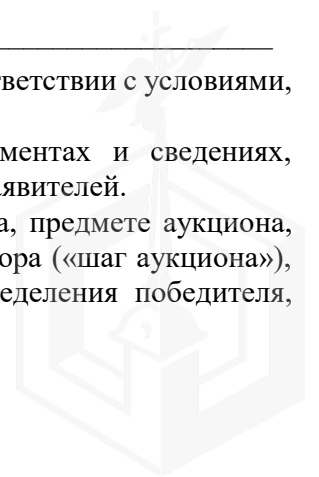 ветствии с условиями,
ментах и сведениях,
явителей.
а, предмете аукциона,
ора («шаг аукциона»),
еделения победителя,